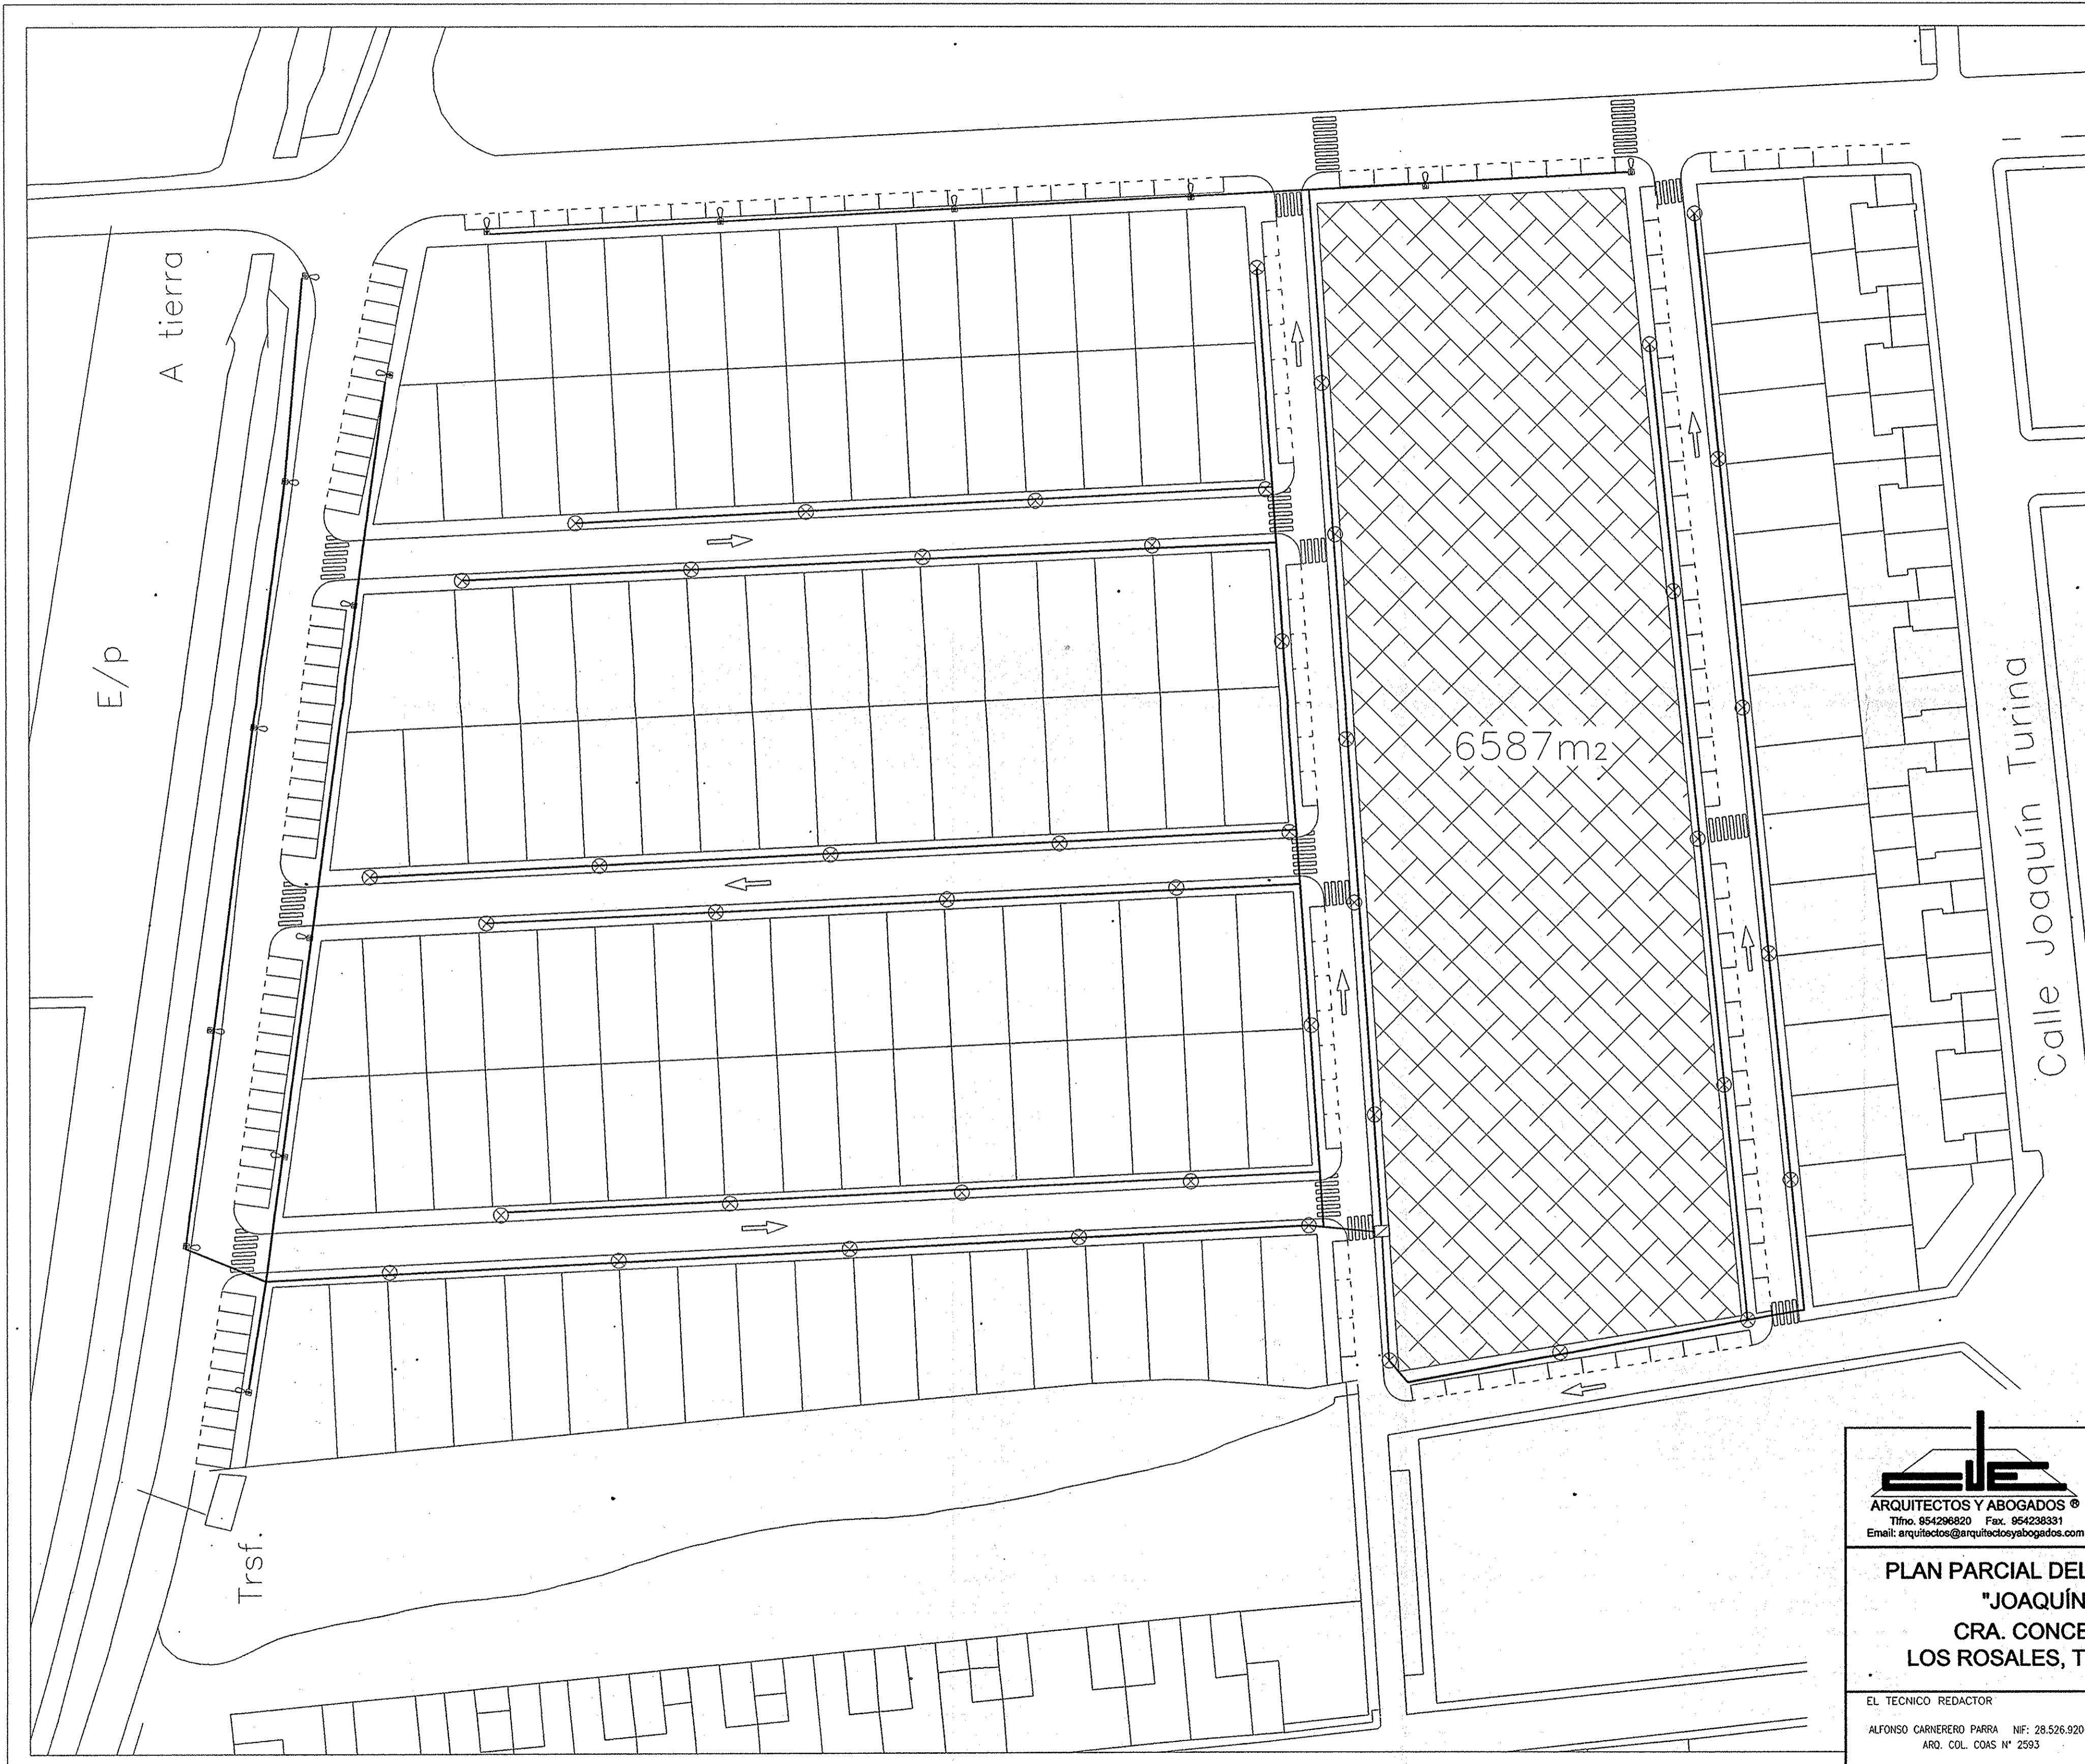 A tierra
E/p
6587m2
Calle Joaquín Turina
Trsf.
ARQUITECTOS Y ABOGADOS ®
Tlfno. 954296820 Fax. 954238331
Email: arquitectos@arquitectosyabogados.com
PLAN PARCIAL DEL
"JOAQUÍN
CRA. CONCE
LOS ROSALES, T
EL TECNICO REDACTOR
ALFONSO CARNERERO PARRA NIF: 28.526.920
ARQ. COL. COAS Nº 2593